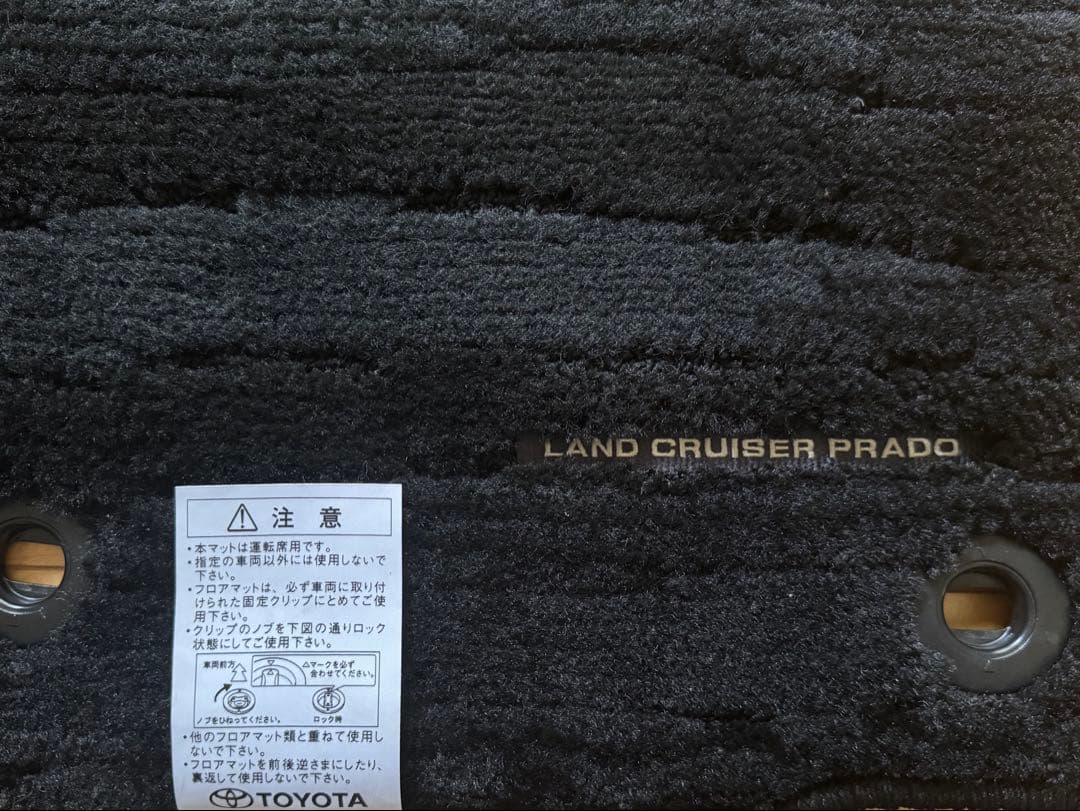 LAND CRUISER PRADO
注 意
・本マットは運転席用です。
・指定の車両以外には使用しないで
下さい。
・フロアマットは、必ず車両に取り付
けられた固定クリップにとめてご使
用下さい。
・クリップのノブを下図の通りロック
状態にしてご使用下さい。
車両前方
△マークを必ず
合わせてください。
ノブをひねってください。
ロック時
・他のフロアマット類と重ねて使用し
ないで下さい。
・フロアマットを前後逆さまにしたり、
裏返して使用しないで下さい。
TOYOTA